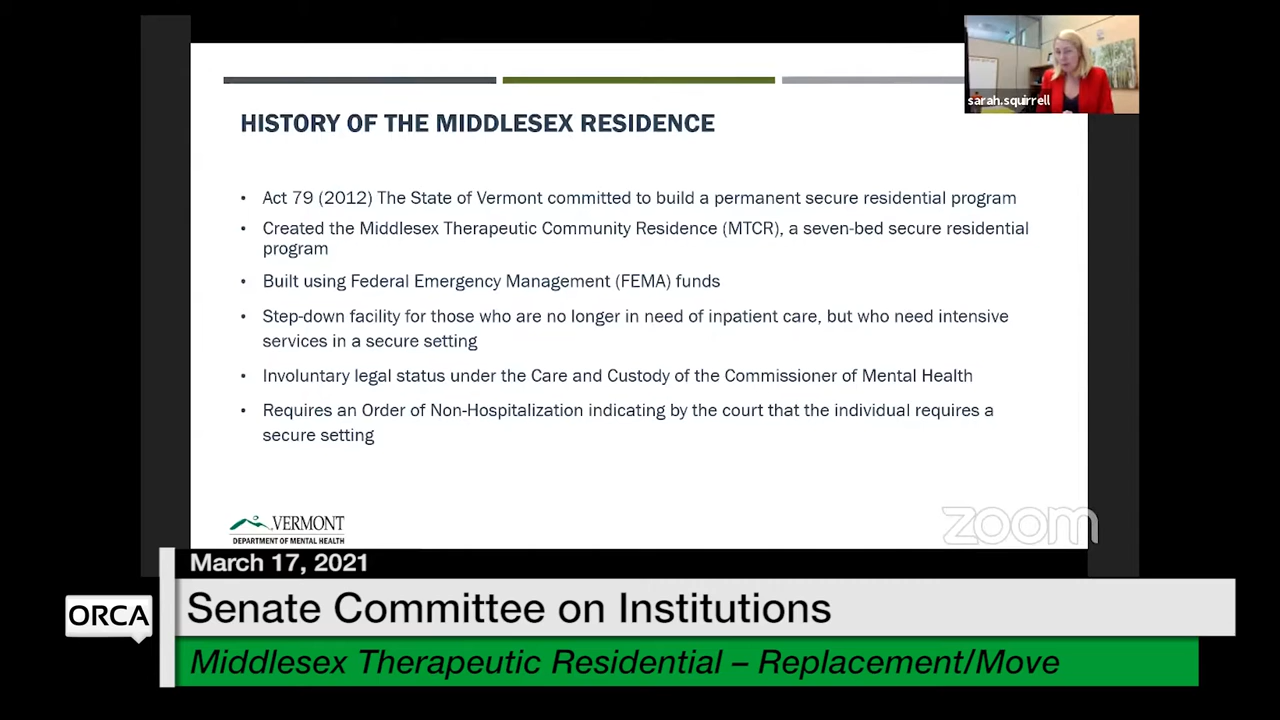 sarah.squirrell
HISTORY OF THE MIDDLESEX RESIDENCE
• Act 79 (2012) The State of Vermont committed to build a permanent secure residential program
• Created the Middlesex Therapeutic Community Residence (MTCR), a seven-bed secure residential
program
• Built using Federal Emergency Management (FEMA) funds
• Step-down facility for those who are no longer in need of inpatient care, but who need intensive
services in a secure setting
• Involuntary legal status under the Care and Custody of the Commissioner of Mental Health
• Requires an Order of Non-Hospitalization indicating by the court that the individual requires a
secure setting
VERMONT
DEPARTMENT OF MENTAL HEALTH
zoom
March 17, 2021
ORCA
Senate Committee on Institutions
Middlesex Therapeutic Residential – Replacement/Move